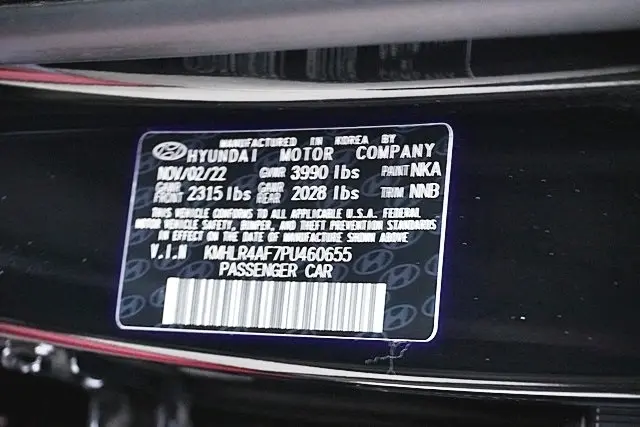 MANUFACTURED IN KOREA BY
HYUNDAI MOTOR COMPANY
NOV/02/22 GVWR 3990 lbs PAINT NKA
GAWR FRONT 2315 lbs GAWR REAR 2028 lbs TRIM NNB
THIS VEHICLE CONFORMS TO ALL APPLICABLE U.S.A. FEDERAL
MOTOR VEHICLE SAFETY, BUMPER, AND THEFT PREVENTION STANDARDS
IN EFFECT ON THE DATE OF MANUFACTURE SHOWN ABOVE
V.I.N KMHLR4AF7PU460655
PASSENGER CAR